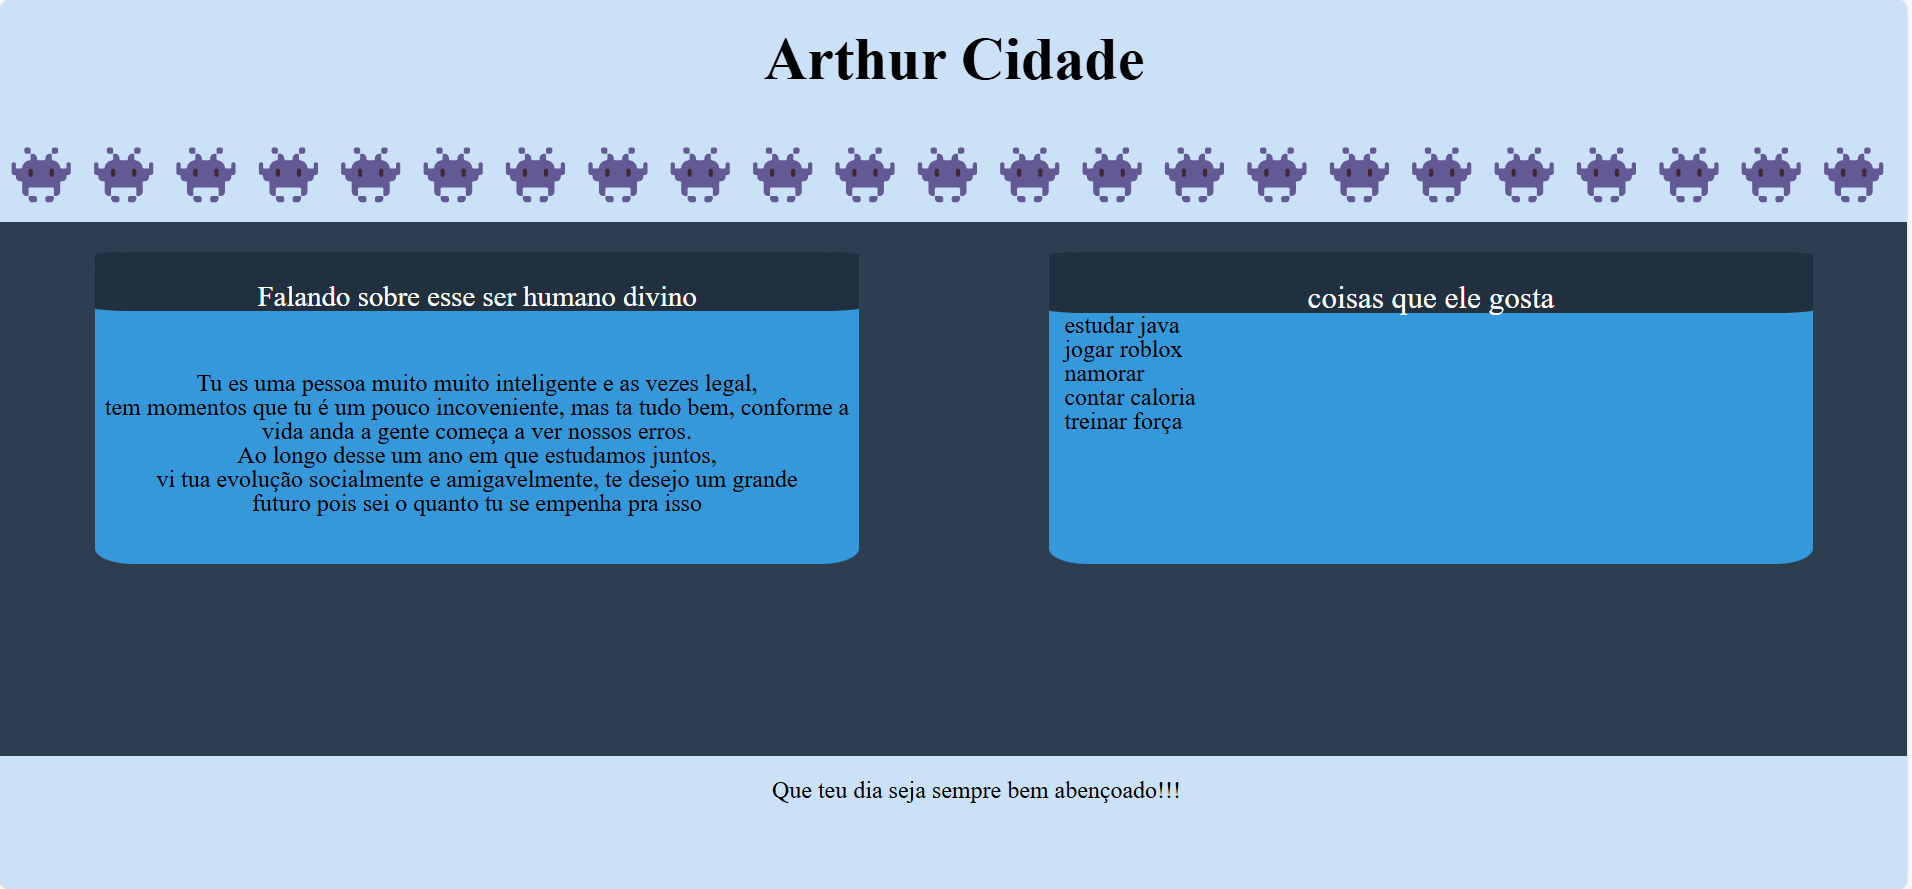 Arthur Cidade
Falando sobre esse ser humano divino
Tu es uma pessoa muito muito inteligente e as vezes legal,
tem momentos que tu é um pouco incoveniente, mas ta tudo bem, conforme a
vida anda a gente começa a ver nossos erros.
Ao longo desse um ano em que estudamos juntos,
vi tua evolução socialmente e amigavelmente, te desejo um grande
futuro pois sei o quanto tu se empenha pra isso
coisas que ele gosta
estudar java
jogar roblox
namorar
contar caloria
treinar força
Que teu dia seja sempre bem abençoado!!!